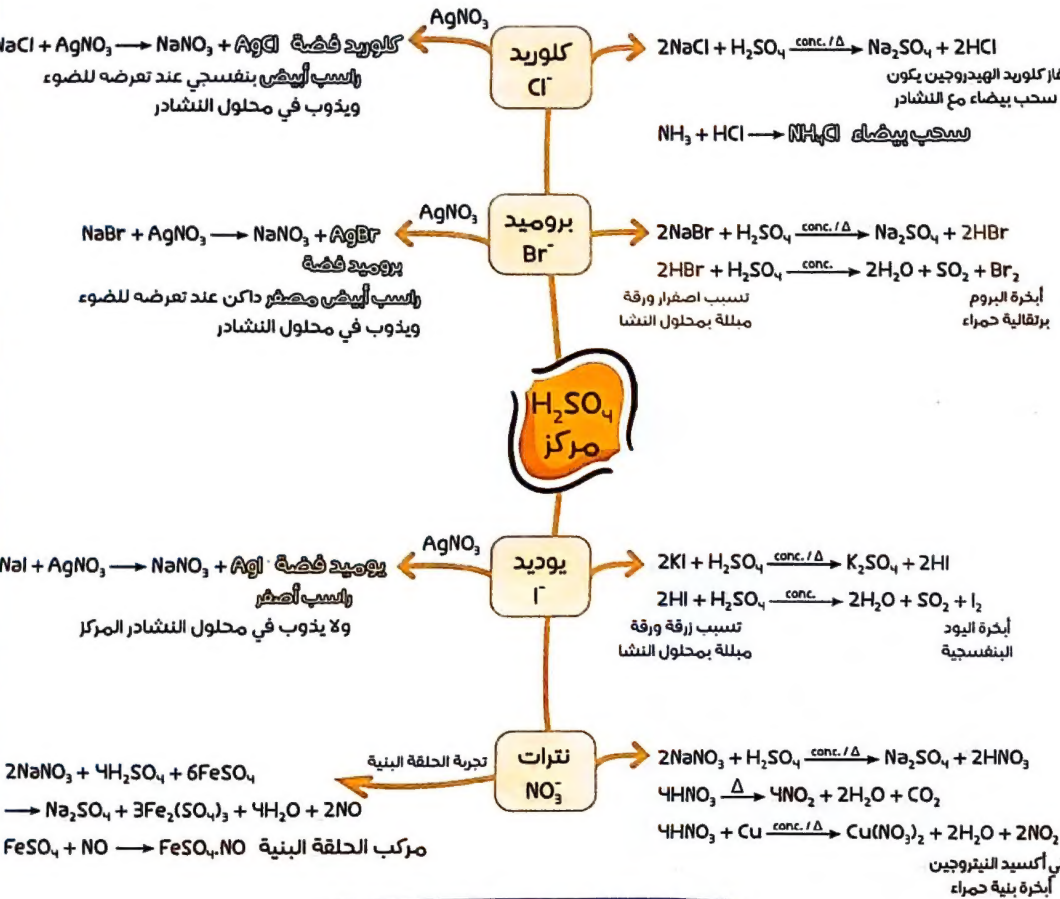 كلوريد
Cl⁻
AgNO₃
2NaCl + H₂SO₄ —conc./Δ→ Na₂SO₄ + 2HCl
كلوريد الهيدروجين يكون
سحب بيضاء مع النشادر
NH₃ + HCl ⟶ NH₄Cl سحب بيضاء
NaCl + AgNO₃ ⟶ NaNO₃ + AgCl كلوريد فضة
راسب أبيض بنفسجي عند تعرضه للضوء
ويذوب في محلول النشادر
بروميد
Br⁻
AgNO₃
2NaBr + H₂SO₄ —conc./Δ→ Na₂SO₄ + 2HBr
2HBr + H₂SO₄ —conc.→ 2H₂O + SO₂ + Br₂
أبخرة البروم
برتقالية حمراء
تسبب اصفرار ورقة
مبللة بمحلول النشا
NaBr + AgNO₃ ⟶ NaNO₃ + AgBr
بروميد فضة
راسب أبيض مصفر داكن عند تعرضه للضوء
ويذوب في محلول النشادر
H₂SO₄
مركز
يوديد
I⁻
AgNO₃
2KI + H₂SO₄ —conc./Δ→ K₂SO₄ + 2HI
2HI + H₂SO₄ —conc.→ 2H₂O + SO₂ + I₂
أبخرة اليود
البنفسجية
تسبب زرقة ورقة
مبللة بمحلول النشا
NaI + AgNO₃ ⟶ NaNO₃ + AgI يوميد فضة
راسب أصفر
ولا يذوب في محلول النشادر المركز
نترات
NO₃⁻
تجربة الحلقة البنية
2NaNO₃ + H₂SO₄ —conc./Δ→ Na₂SO₄ + 2HNO₃
4HNO₃ —Δ→ 4NO₂ + 2H₂O + CO₂
4HNO₃ + Cu —conc./Δ→ Cu(NO₃)₂ + 2H₂O + 2NO₂
أكسيد النيتروجين
أبخرة بنية حمراء
2NaNO₃ + 4H₂SO₄ + 6FeSO₄
⟶ Na₂SO₄ + 3Fe₂(SO₄)₃ + 4H₂O + 2NO
FeSO₄ + NO ⟶ FeSO₄.NO مركب الحلقة البنية